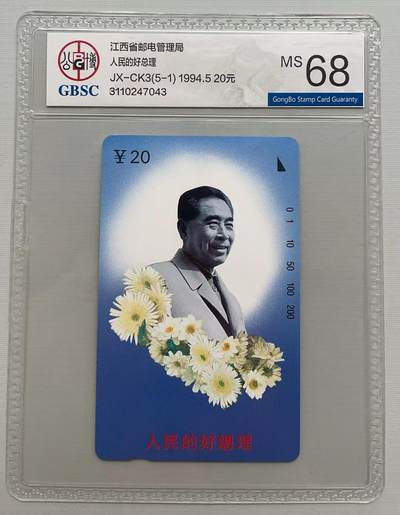 江西省邮电管理局
人民的好总理
JX-CK3(5-1) 1994.5 20元
3110247043
GBSC
MS 68
GongBo Stamp Card Guaranty
¥20
0 1 10 50 100 200
人民的好總理